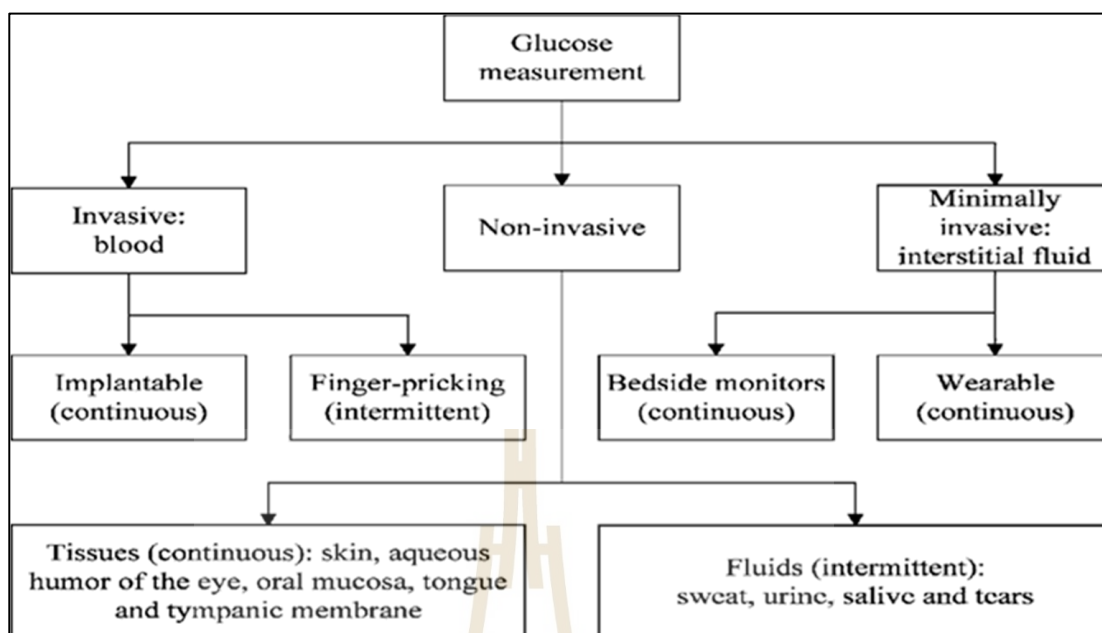 Glucose
measurement
Invasive:
blood
Non-invasive
Minimally
invasive:
interstitial fluid
Implantable
(continuous)
Finger-pricking
(intermittent)
Bedside monitors
(continuous)
Wearable
(continuous)
Tissues (continuous): skin, aqueous
humor of the eye, oral mucosa, tongue
and tympanic membrane
Fluids (intermittent):
sweat, urine, salive and tears